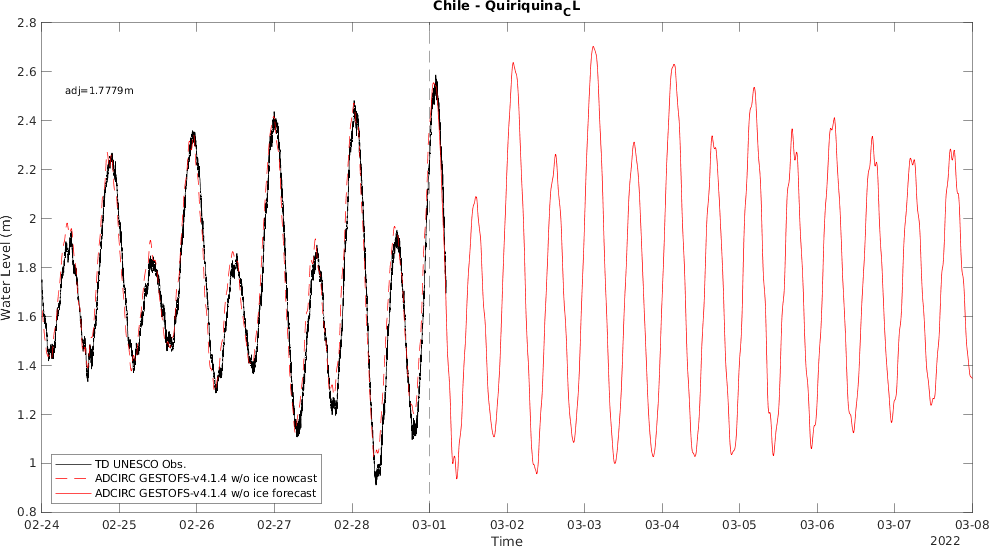 Chile - Quiriquina_CL
adj=1.7779m
Water Level (m)
2.8
2.6
2.4
2.2
2
1.8
1.6
1.4
1.2
1
0.8
TD UNESCO Obs.
ADCIRC GESTOFS-v4.1.4 w/o ice nowcast
ADCIRC GESTOFS-v4.1.4 w/o ice forecast
02-24 02-25 02-26 02-27 02-28 03-01 03-02 03-03 03-04 03-05 03-06 03-07 03-08
Time
2022